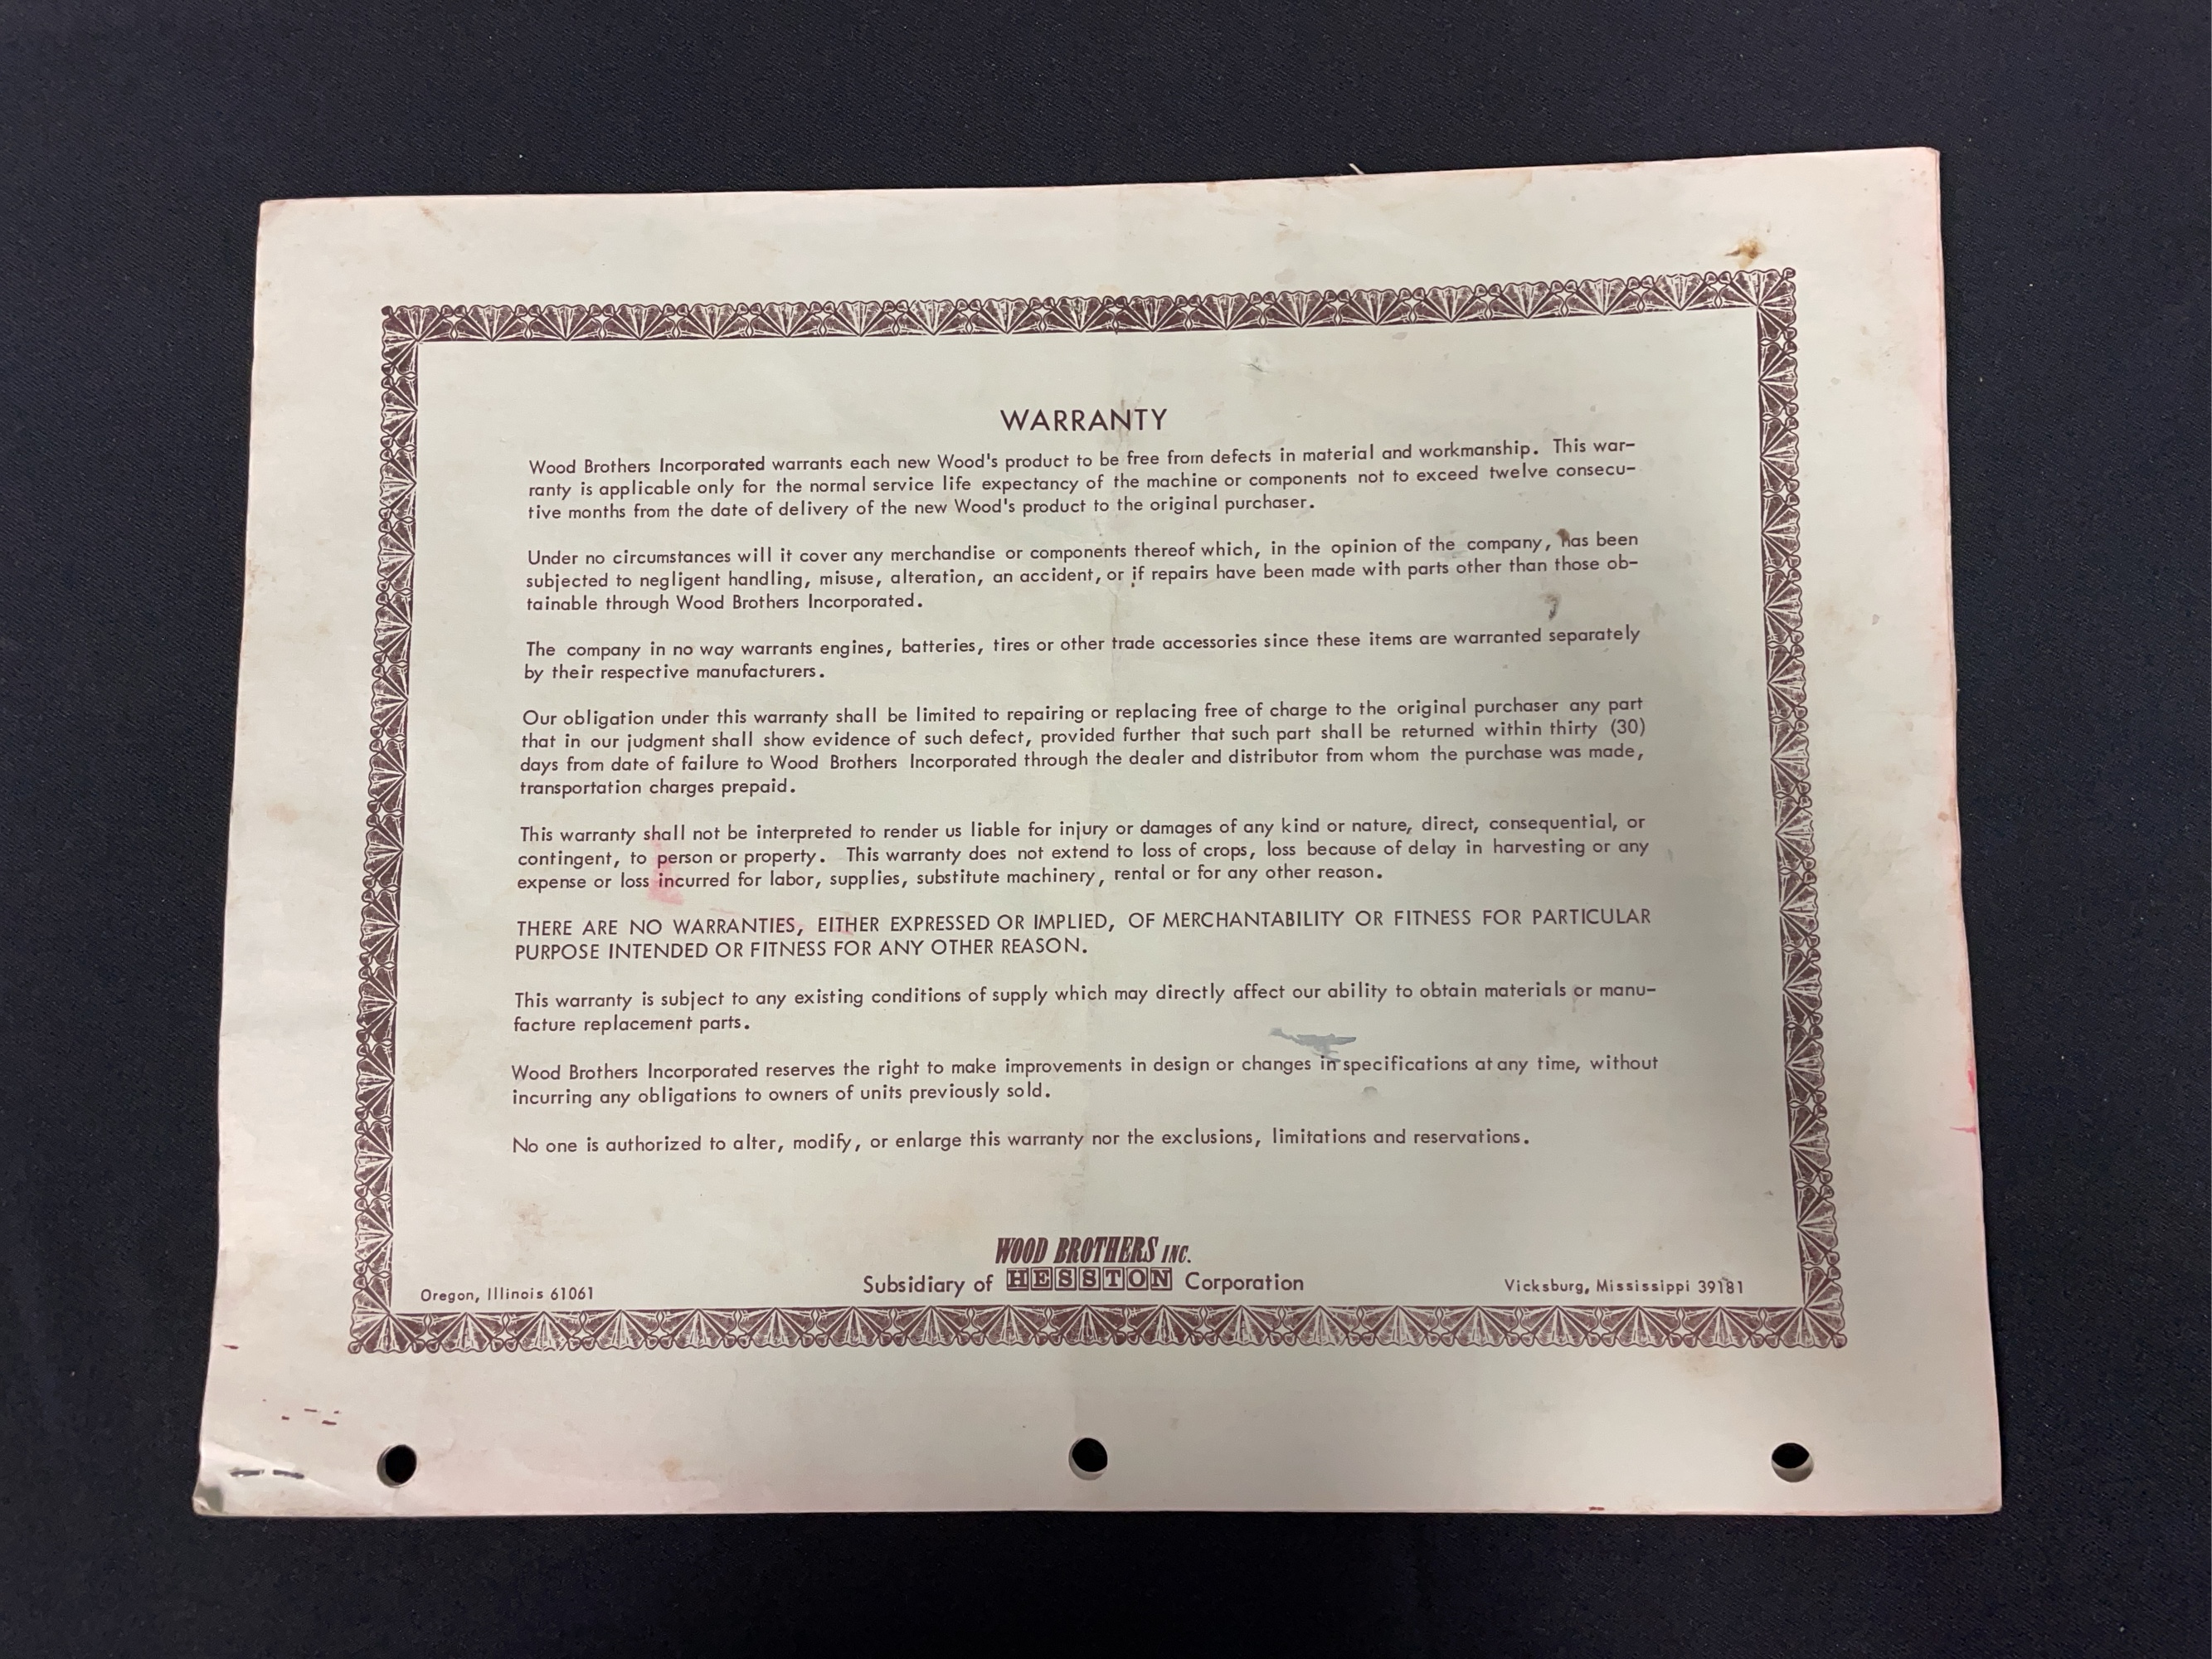 WARRANTY
Wood Brothers Incorporated warrants each new Wood's product to be free from defects in material and workmanship. This war-
ranty is applicable only for the normal service life expectancy of the machine or components not to exceed twelve consecu-
tive months from the date of delivery of the new Wood's product to the original purchaser.
Under no circumstances will it cover any merchandise or components thereof which, in the opinion of the company, has been
subjected to negligent handling, misuse, alteration, an accident, or if repairs have been made with parts other than those ob-
tainable through Wood Brothers Incorporated.
The company in no way warrants engines, batteries, tires or other trade accessories since these items are warranted separately
by their respective manufacturers.
Our obligation under this warranty shall be limited to repairing or replacing free of charge to the original purchaser any part
that in our judgment shall show evidence of such defect, provided further that such part shall be returned within thirty (30)
days from date of failure to Wood Brothers Incorporated through the dealer and distributor from whom the purchase was made,
transportation charges prepaid.
This warranty shall not be interpreted to render us liable for injury or damages of any kind or nature, direct, consequential, or
contingent, to person or property. This warranty does not extend to loss of crops, loss because of delay in harvesting or any
expense or loss incurred for labor, supplies, substitute machinery, rental or for any other reason.
THERE ARE NO WARRANTIES, EITHER EXPRESSED OR IMPLIED, OF MERCHANTABILITY OR FITNESS FOR PARTICULAR
PURPOSE INTENDED OR FITNESS FOR ANY OTHER REASON.
This warranty is subject to any existing conditions of supply which may directly affect our ability to obtain materials or manu-
facture replacement parts.
Wood Brothers Incorporated reserves the right to make improvements in design or changes in specifications at any time, without
incurring any obligations to owners of units previously sold.
No one is authorized to alter, modify, or enlarge this warranty nor the exclusions, limitations and reservations.
WOOD BROTHERS INC.
Subsidiary of HESSTON Corporation
Oregon, Illinois 61061
Vicksburg, Mississippi 39181